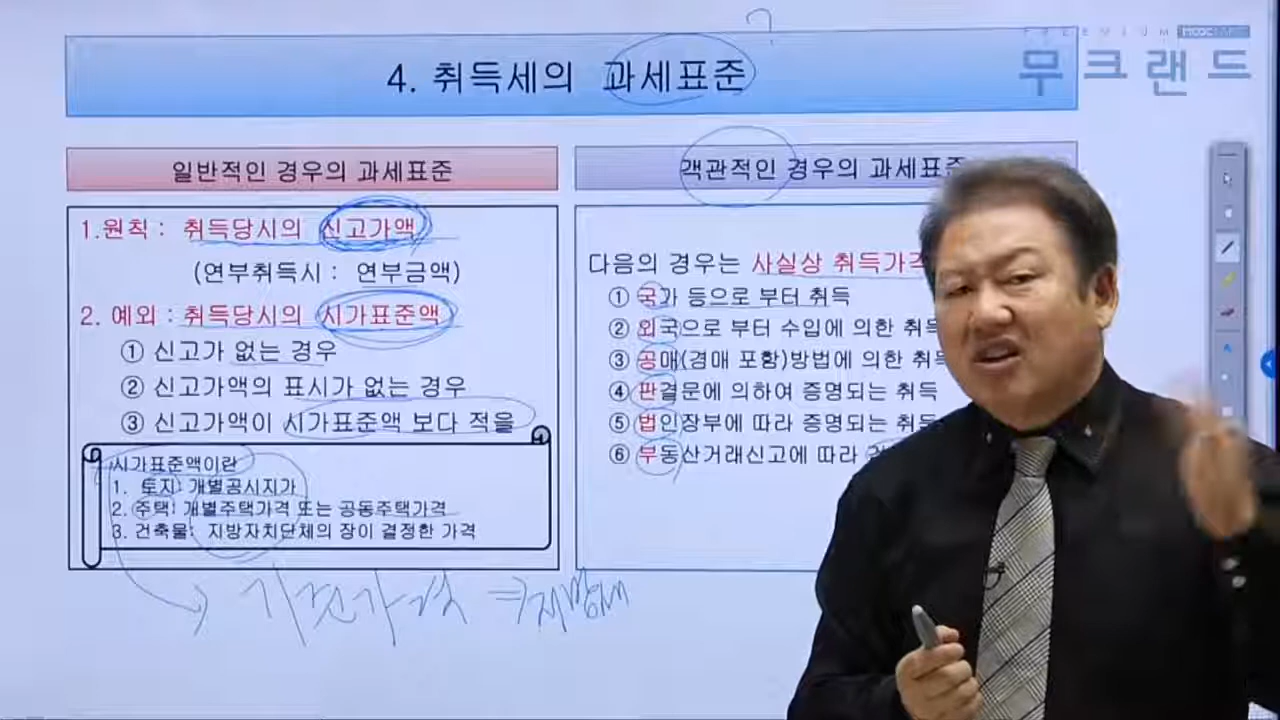 FREEMIUM MOOCLAND
무크랜드
4. 취득세의 과세표준
일반적인 경우의 과세표준
1.원칙 : 취득당시의 신고가액
(연부취득시 : 연부금액)
2. 예외 : 취득당시의 시가표준액
① 신고가 없는 경우
② 신고가액의 표시가 없는 경우
③ 신고가액이 시가표준액 보다 적을
시가표준액이란
1. 토지: 개별공시지가
2. 주택: 개별주택가격 또는 공동주택가격
3. 건축물: 지방자치단체의 장이 결정한 가격
객관적인 경우의 과세표준
다음의 경우는 사실상 취득가격
① 국가 등으로 부터 취득
② 외국으로 부터 수입에 의한 취득
③ 공매(경매 포함)방법에 의한 취득
④ 판결문에 의하여 증명되는 취득
⑤ 법인장부에 따라 증명되는 취득
⑥ 부동산거래신고에 따라
기준가격 ⇒ 지방세